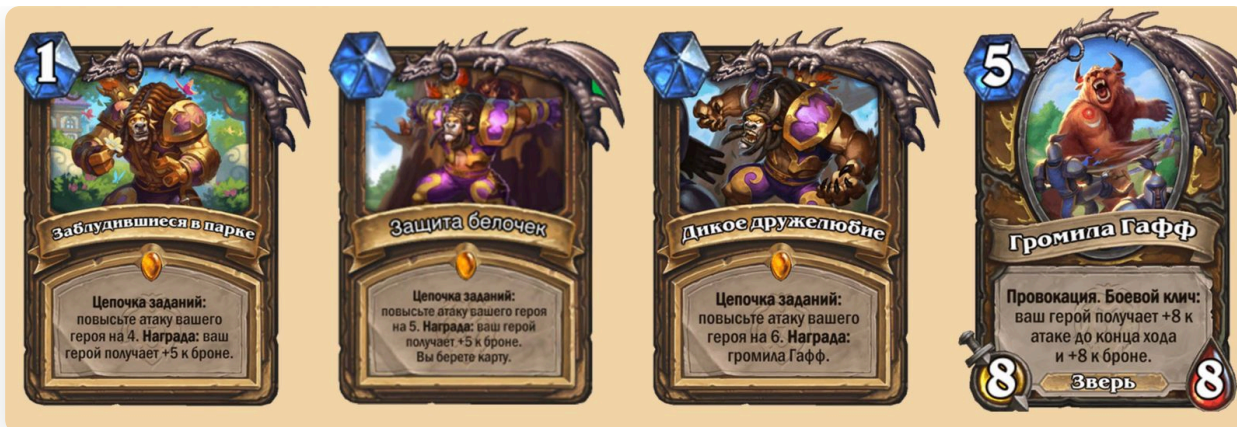 1
Заблудившиеся в парке
Цепочка заданий:
повысьте атаку вашего
героя на 4. Награда: ваш
герой получает +5 к броне.
Защита белочек
Цепочка заданий:
повысьте атаку вашего героя
на 5. Награда: ваш герой
получает +5 к броне.
Вы берете карту.
Дикое дружелюбие
Цепочка заданий:
повысьте атаку вашего
героя на 6. Награда:
громила Гафф.
5
Громила Гафф
Провокация. Боевой клич:
ваш герой получает +8 к
атаке до конца хода
и +8 к броне.
8
Зверь
8